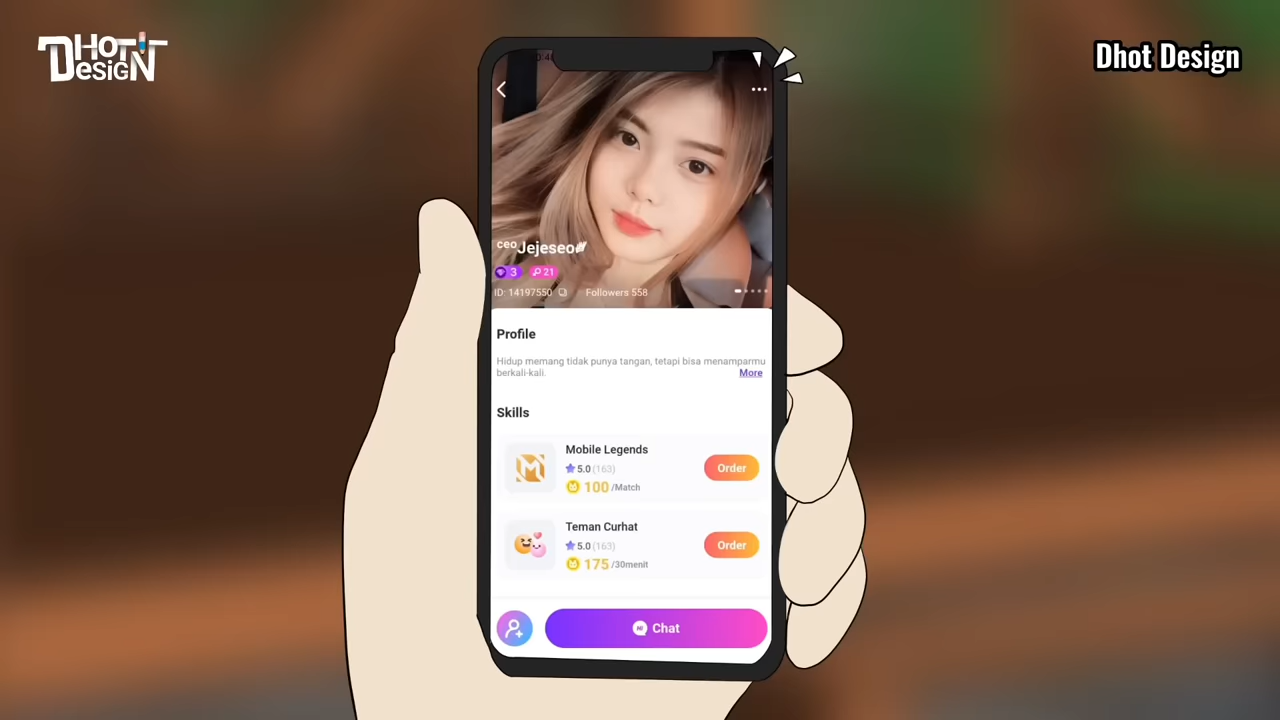 DHOT DESIGN
Dhot Design
ceo Jejeseo
3
21
ID: 14197550
Followers 558
Profile
Hidup memang tidak punya tangan, tetapi bisa menamparmu
berkali-kali.
More
Skills
Mobile Legends
5.0 (163)
100 /Match
Order
Teman Curhat
5.0 (163)
175 /30menit
Order
Chat